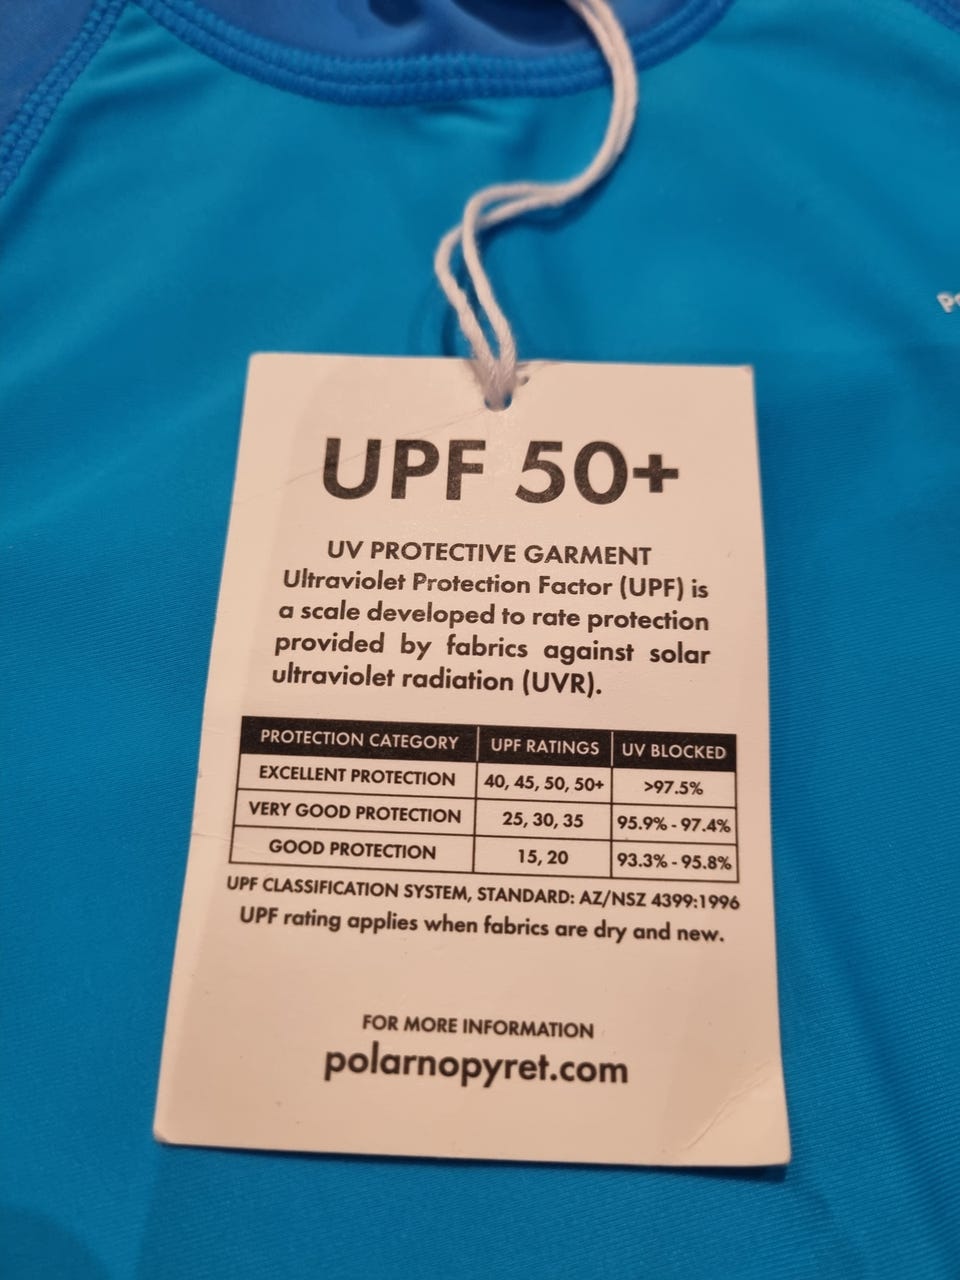 UPF 50+
UV PROTECTIVE GARMENT
Ultraviolet Protection Factor (UPF) is
a scale developed to rate protection
provided by fabrics against solar
ultraviolet radiation (UVR).
PROTECTION CATEGORY UPF RATINGS UV BLOCKED
EXCELLENT PROTECTION 40, 45, 50, 50+ >97.5%
VERY GOOD PROTECTION 25, 30, 35 95.9% - 97.4%
GOOD PROTECTION 15, 20 93.3% - 95.8%
UPF CLASSIFICATION SYSTEM, STANDARD: AZ/NSZ 4399:1996
UPF rating applies when fabrics are dry and new.
FOR MORE INFORMATION
polarnopyret.com